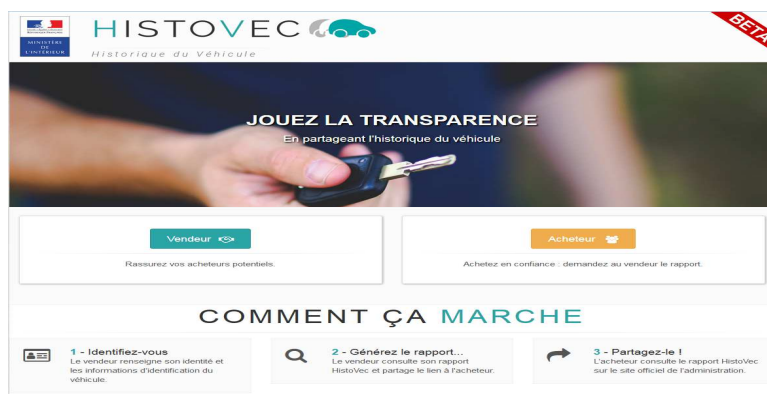 HISTOVEC
BETA
MINISTÈRE
DE
L'INTÉRIEUR
Historique du Véhicule
JOUEZ LA TRANSPARENCE
En partageant l'historique du véhicule
Vendeur
Rassurez vos acheteurs potentiels.
Acheteur
Achetez en confiance : demandez au vendeur le rapport.
COMMENT ÇA MARCHE
1 - Identifiez-vous
Le vendeur renseigne son identité et
les informations d'identification du
véhicule.
2 - Générez le rapport...
Le vendeur consulte son rapport
HistoVec et partage le lien à l'acheteur.
3 - Partagez-le !
L'acheteur consulte le rapport HistoVec
sur le site officiel de l'administration.